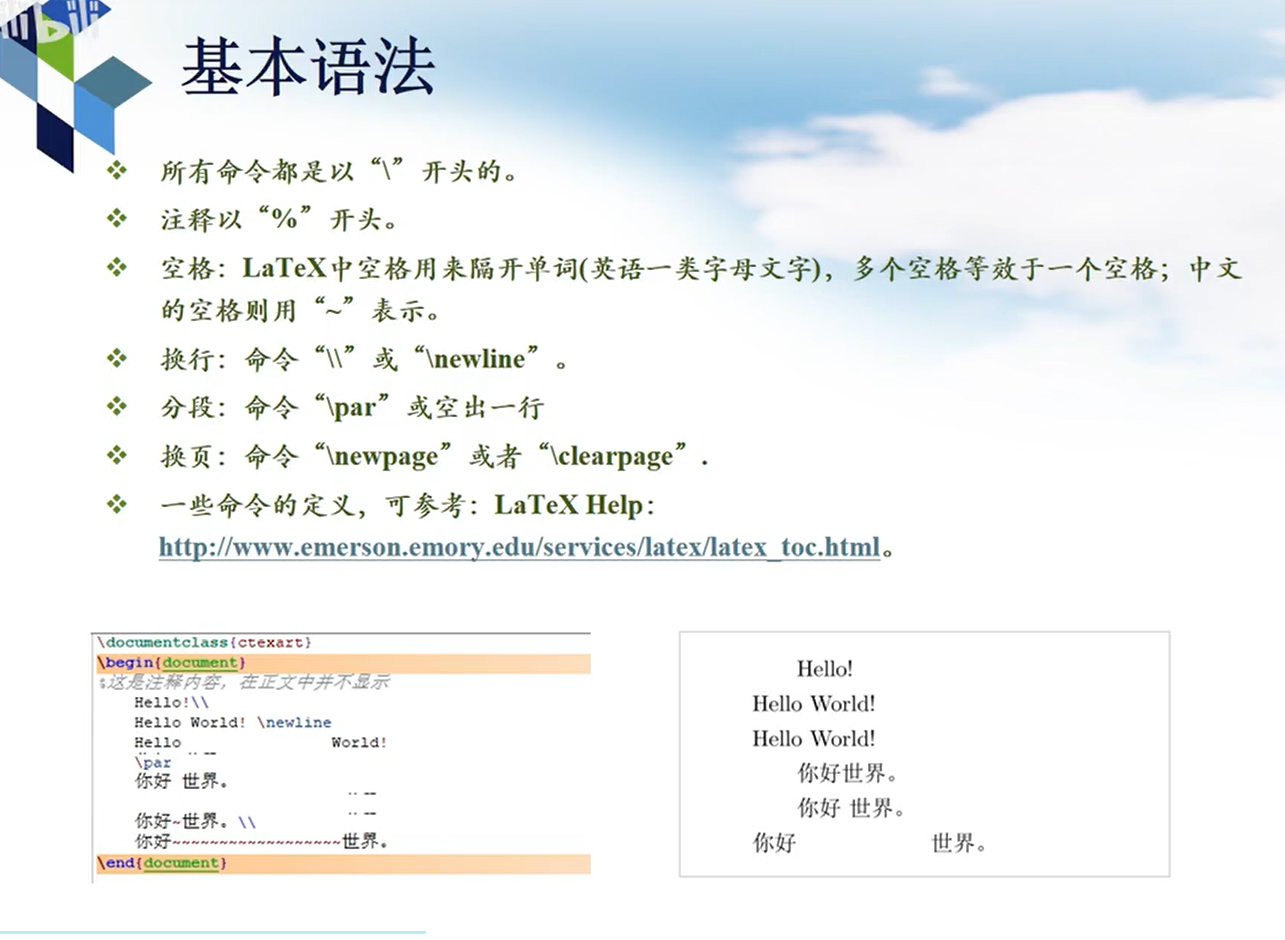 bilibili
基本语法
所有命令都是以“\”开头的。
注释以“%”开头。
空格：LaTeX中空格用来隔开单词(英语一类字母文字)，多个空格等效于一个空格；中文
的空格则用“~”表示。
换行：命令“\\”或“\newline”。
分段：命令“\par”或空出一行
换页：命令“\newpage”或者“\clearpage”.
一些命令的定义，可参考：LaTeX Help：
http://www.emerson.emory.edu/services/latex/latex_toc.html。
\documentclass{ctexart}
\begin{document}
%这是注释内容，在正文中并不显示
Hello!\\
Hello World! \newline
Hello World!
\par
你好 世界。
你好~世界。\\
你好~~~~~~~~~~~~~~~~~~世界。
\end{document}
Hello!
Hello World!
Hello World!
你好世界。
你好 世界。
你好 世界。